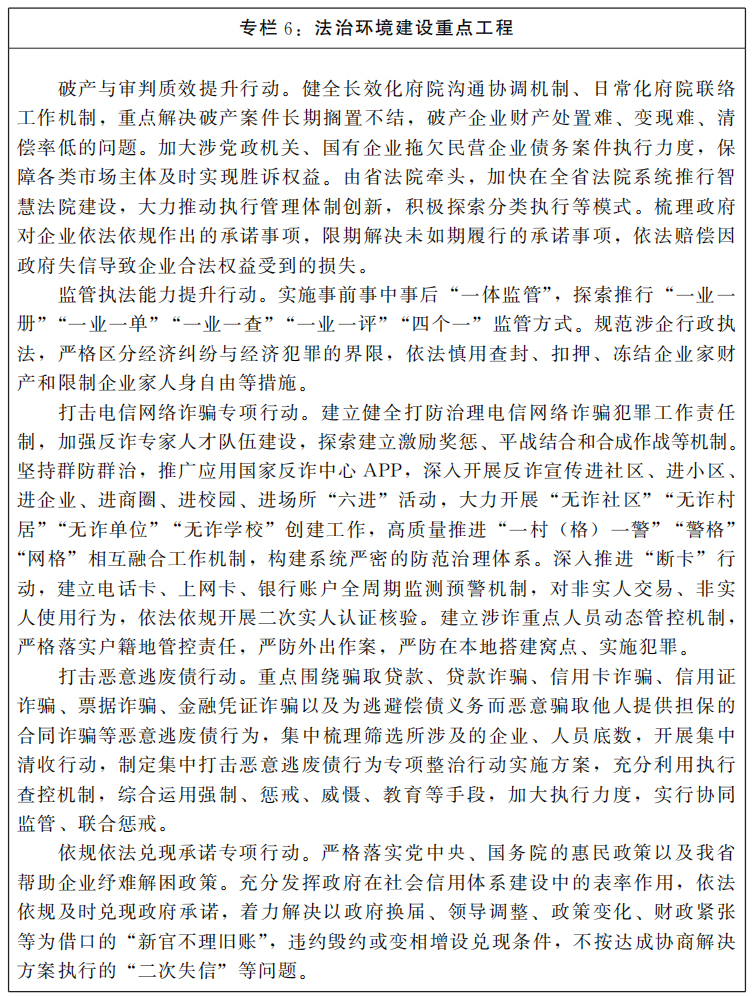 专栏 6：法治环境建设重点工程
破产与审判质效提升行动。健全长效化府院沟通协调机制、日常化府院联络
工作机制，重点解决破产案件长期搁置不结，破产企业财产处置难、变现难、清
偿率低的问题。加大涉党政机关、国有企业拖欠民营企业债务案件执行力度，保
障各类市场主体及时实现胜诉权益。由省法院牵头，加快在全省法院系统推行智
慧法院建设，大力推动执行管理体制创新，积极探索分类执行等模式。梳理政府
对企业依法依规作出的承诺事项，限期解决未如期履行的承诺事项，依法赔偿因
政府失信导致企业合法权益受到的损失。
监管执法能力提升行动。实施事前事中事后“一体监管”，探索推行“一业一
册”“一业一单”“一业一查”“一业一评”“四个一”监管方式。规范涉企行政执
法，严格区分经济纠纷与经济犯罪的界限，依法慎用查封、扣押、冻结企业家财
产和限制企业家人身自由等措施。
打击电信网络诈骗专项行动。建立健全打防治理电信网络诈骗犯罪工作责任
制，加强反诈专家人才队伍建设，探索建立激励奖惩、平战结合和合成作战等机制。
坚持群防群治，推广应用国家反诈中心 APP，深入开展反诈宣传进社区、进小区、
进企业、进商圈、进校园、进场所“六进”活动，大力开展“无诈社区”“无诈村
居”“无诈单位”“无诈学校”创建工作，高质量推进“一村（格）一警”“警格”
“网格”相互融合工作机制，构建系统严密的防范治理体系。深入推进“断卡”行
动，建立电话卡、上网卡、银行账户全周期监测预警机制，对非实人交易、非实
人使用行为，依法依规开展二次实人认证核验。建立涉诈重点人员动态管控机制，
严格落实户籍地管控责任，严防外出作案，严防在本地搭建窝点、实施犯罪。
打击恶意逃废债行动。重点围绕骗取贷款、贷款诈骗、信用卡诈骗、信用证
诈骗、票据诈骗、金融凭证诈骗以及为逃避偿债义务而恶意骗取他人提供担保的
合同诈骗等恶意逃废债行为，集中梳理筛选所涉及的企业、人员底数，开展集中
清收行动，制定集中打击恶意逃废债行为专项整治行动实施方案，充分利用执行
查控机制，综合运用强制、惩戒、威慑、教育等手段，加大执行力度，实行协同
监管、联合惩戒。
依规依法兑现承诺专项行动。严格落实党中央、国务院的惠民政策以及我省
帮助企业纾难解困政策。充分发挥政府在社会信用体系建设中的表率作用，依法
依规及时兑现政府承诺，着力解决以政府换届、领导调整、政策变化、财政紧张
等为借口的“新官不理旧账”，违约毁约或变相增设兑现条件，不按达成协商解决
方案执行的“二次失信”等问题。